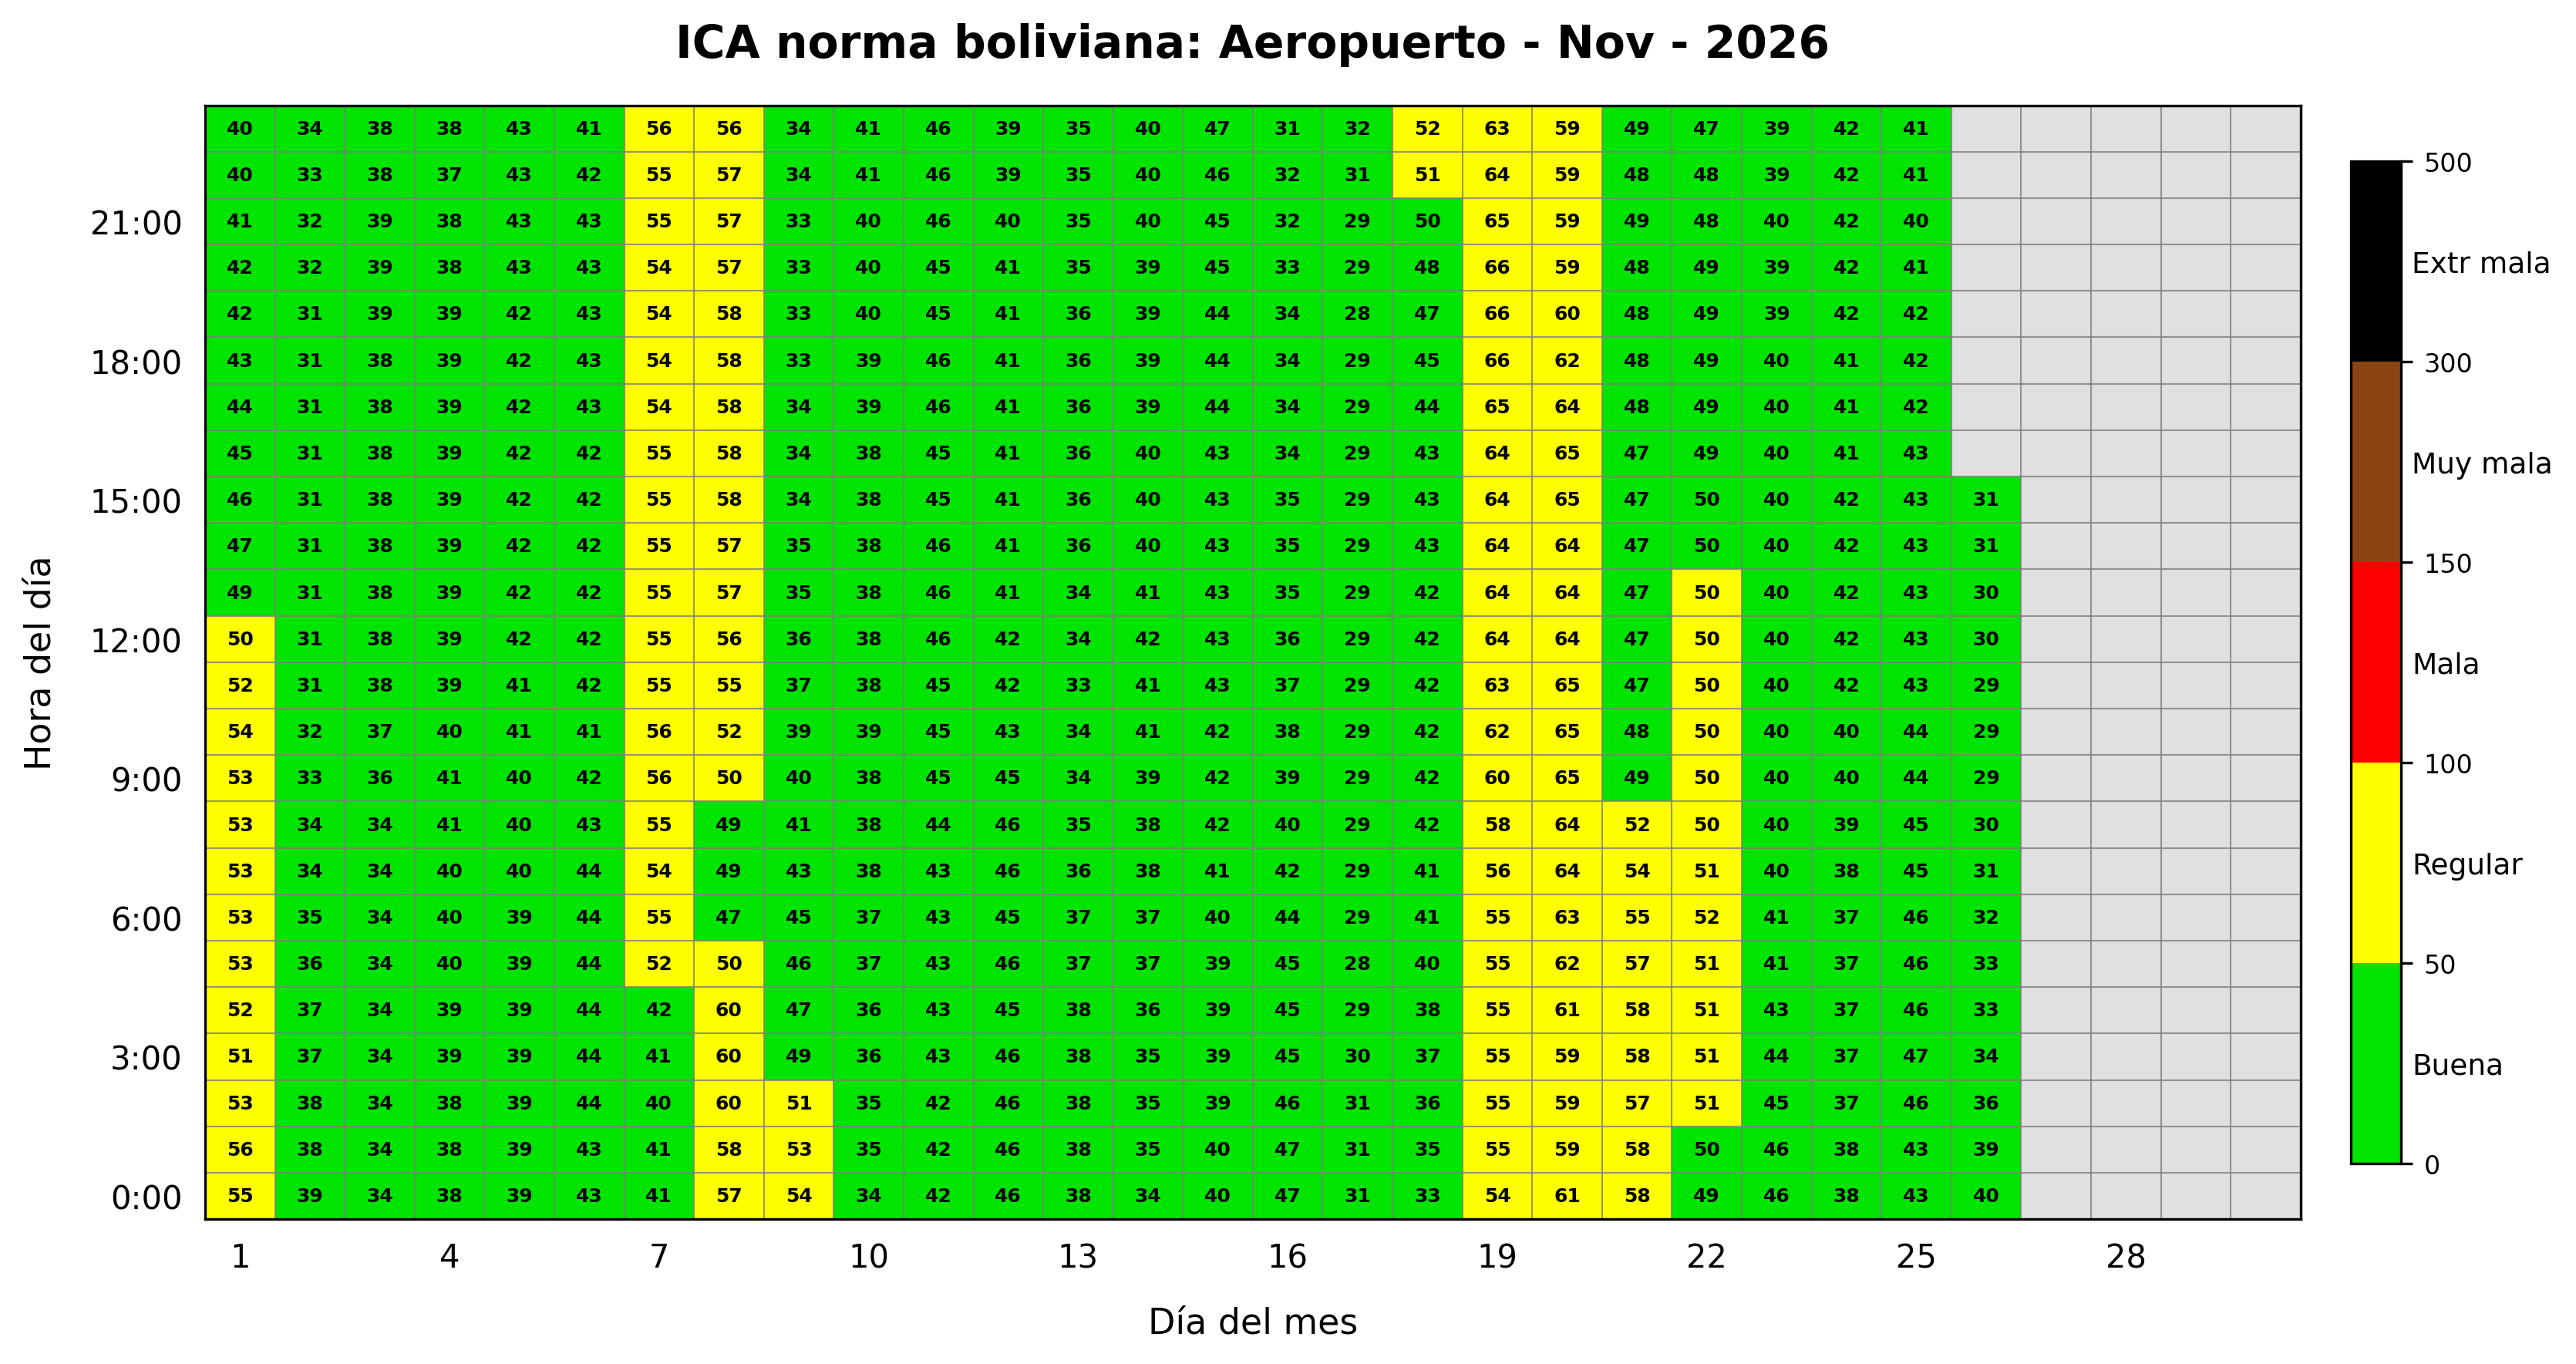 ICA norma boliviana: Aeropuerto - Nov - 2026
40 34 38 38 43 41 56 56 34 41 46 39 35 40 47 31 32 52 63 59 49 47 39 42 41
40 33 38 37 43 42 55 57 34 41 46 39 35 40 46 32 31 51 64 59 48 48 39 42 41
21:00 41 32 39 38 43 43 55 57 33 40 46 40 35 40 45 32 29 50 65 59 49 48 40 42 40
42 32 39 38 43 43 54 57 33 40 45 41 35 39 45 33 29 48 66 59 48 49 39 42 41
42 31 39 39 42 43 54 58 33 40 45 41 36 39 44 34 28 47 66 60 48 49 39 42 42
18:00 43 31 38 39 42 43 54 58 33 39 46 41 36 39 44 34 29 45 66 62 48 49 40 41 42
44 31 38 39 42 43 54 58 34 39 46 41 36 39 44 34 29 44 65 64 48 49 40 41 42
45 31 38 39 42 42 55 58 34 38 45 41 36 40 43 34 29 43 64 65 47 49 40 41 43
15:00 46 31 38 39 42 42 55 58 34 38 45 41 36 40 43 35 29 43 64 65 47 50 40 42 43 31
47 31 38 39 42 42 55 57 35 38 46 41 36 40 43 35 29 43 64 64 47 50 40 42 43 31
49 31 38 39 42 42 55 57 35 38 46 41 34 41 43 35 29 42 64 64 47 50 40 42 43 30
12:00 50 31 38 39 42 42 55 56 36 38 46 42 34 42 43 36 29 42 64 64 47 50 40 42 43 30
52 31 38 39 41 42 55 55 37 38 45 42 33 41 43 37 29 42 63 65 47 50 40 42 43 29
54 32 37 40 41 41 56 52 39 39 45 43 34 41 42 38 29 42 62 65 48 50 40 40 44 29
9:00 53 33 36 41 40 42 56 50 40 38 45 45 34 39 42 39 29 42 60 65 49 50 40 40 44 29
53 34 34 41 40 43 55 49 41 38 44 46 35 38 42 40 29 42 58 64 52 50 40 39 45 30
53 34 34 40 40 44 54 49 43 38 43 46 36 38 41 42 29 41 56 64 54 51 40 38 45 31
6:00 53 35 34 40 39 44 55 47 45 37 43 45 37 37 40 44 29 41 55 63 55 52 41 37 46 32
53 36 34 40 39 44 52 50 46 37 43 46 37 37 39 45 28 40 55 62 57 51 41 37 46 33
52 37 34 39 39 44 42 60 47 36 43 45 38 36 39 45 29 38 55 61 58 51 43 37 46 33
3:00 51 37 34 39 39 44 41 60 49 36 43 46 38 35 39 45 30 37 55 59 58 51 44 37 47 34
53 38 34 38 39 44 40 60 51 35 42 46 38 35 39 46 31 36 55 59 57 51 45 37 46 36
56 38 34 38 39 43 41 58 53 35 42 46 38 35 40 47 31 35 55 59 58 50 46 38 43 39
0:00 55 39 34 38 39 43 41 57 54 34 42 46 38 34 40 47 31 33 54 61 58 49 46 38 43 40
1 4 7 10 13 16 19 22 25 28
Día del mes
Hora del día
500
Extr mala
300
Muy mala
150
Mala
100
Regular
50
Buena
0